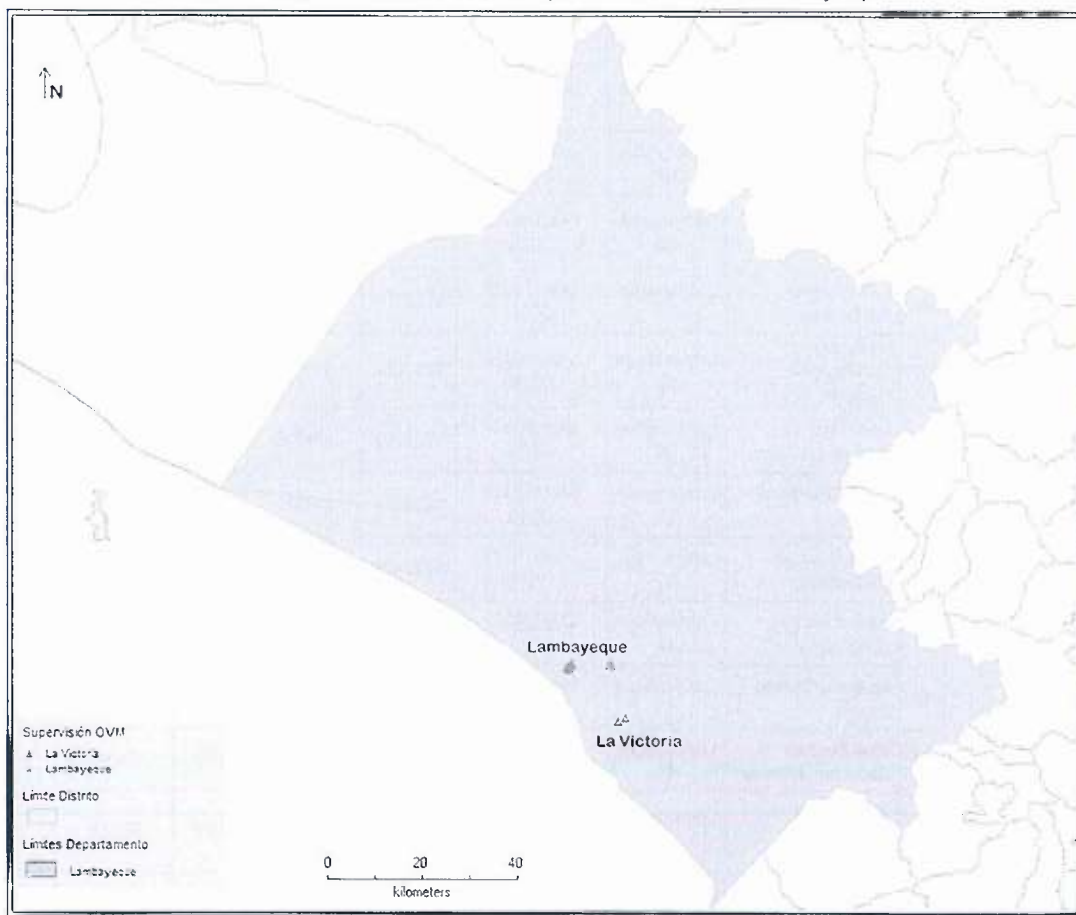 N
Lambayeque
La Victoria
Supervisión OVM
La Victoria
Lambayeque
Límite Distrito
Límites Departamento
Lambayeque
0 20 40
kilometers